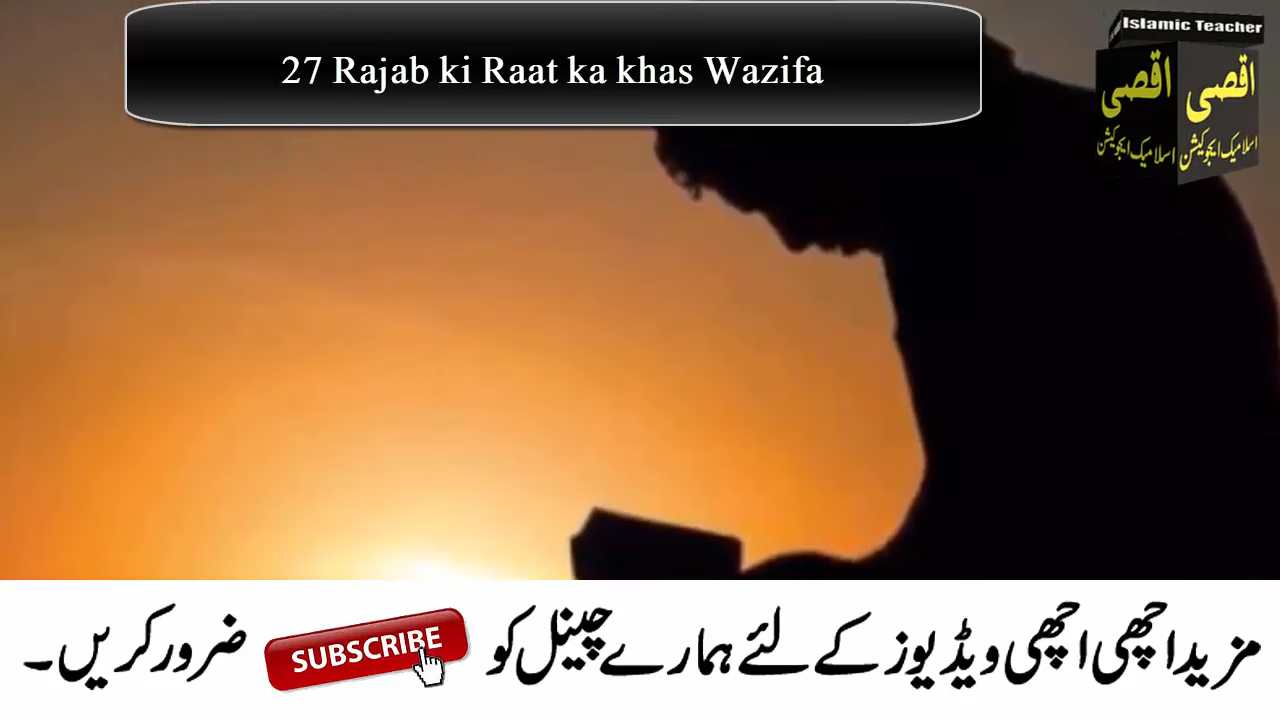 27 Rajab ki Raat ka khas Wazifa
Islamic Teacher
اقصی
اسلامیک ایجوکیشن
اقصی
اسلامیک ایجوکیشن
مزید اچھی اچھی ویڈیوز کے لئے ہمارے چینل کو SUBSCRIBE ضرور کریں۔